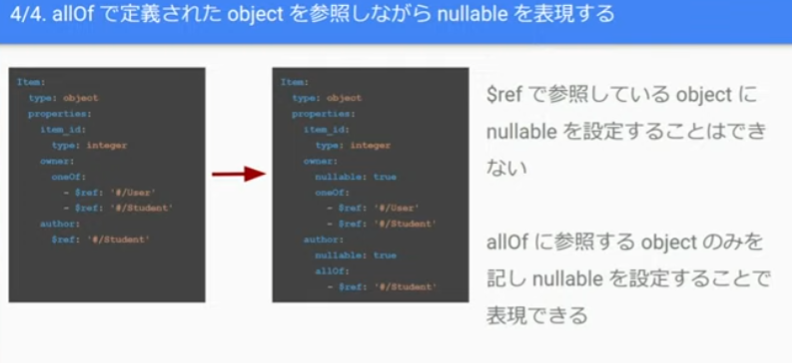 4/4. allOf で定義された object を参照しながら nullable を表現する
Item:
type: object
properties:
item_id:
type: integer
owner:
oneOf:
- $ref: '#/User'
- $ref: '#/Student'
author:
$ref: '#/Student'
Item:
type: object
properties:
item_id:
type: integer
owner:
nullable: true
oneOf:
- $ref: '#/User'
- $ref: '#/Student'
author:
nullable: true
allOf:
- $ref: '#/Student'
$ref で参照している object に
nullable を設定することはでき
ない
allOf に参照する object のみを
記し nullable を設定することで
表現できる